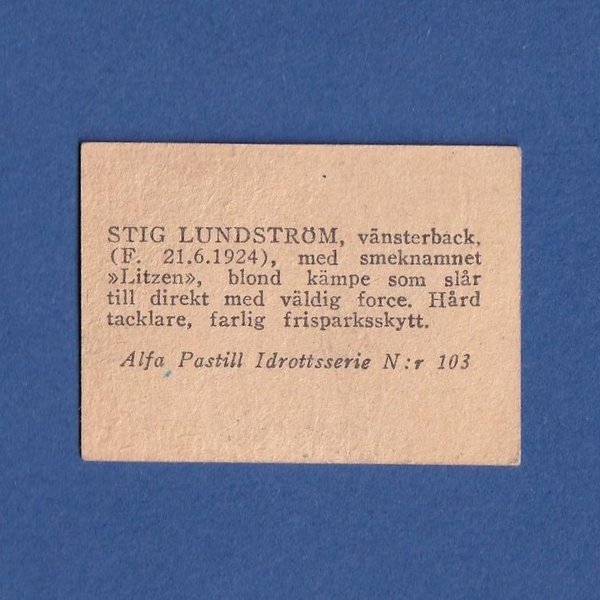 STIG LUNDSTRÖM, vänsterback,
(F. 21.6.1924), med smeknamnet
»Litzen», blond kämpe som slår
till direkt med väldig force. Hård
tacklare, farlig frisparksskytt.
Alfa Pastill Idrottsserie N:r 103